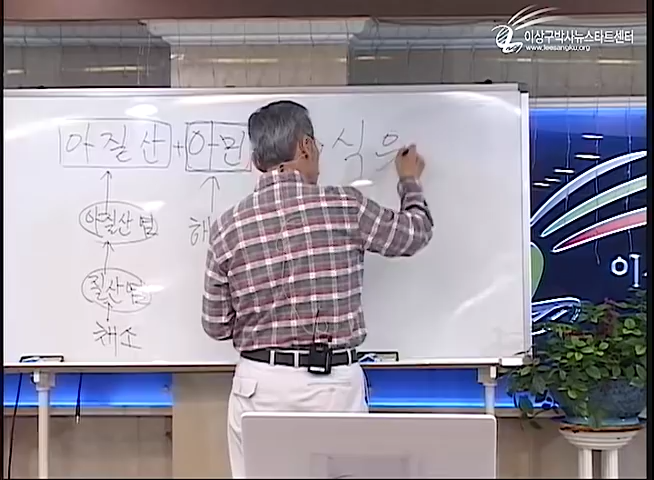 이상구박사뉴스타트센터
www.leesangku.org
아질산 + 아민 식
아질산염
질산염
채소
이